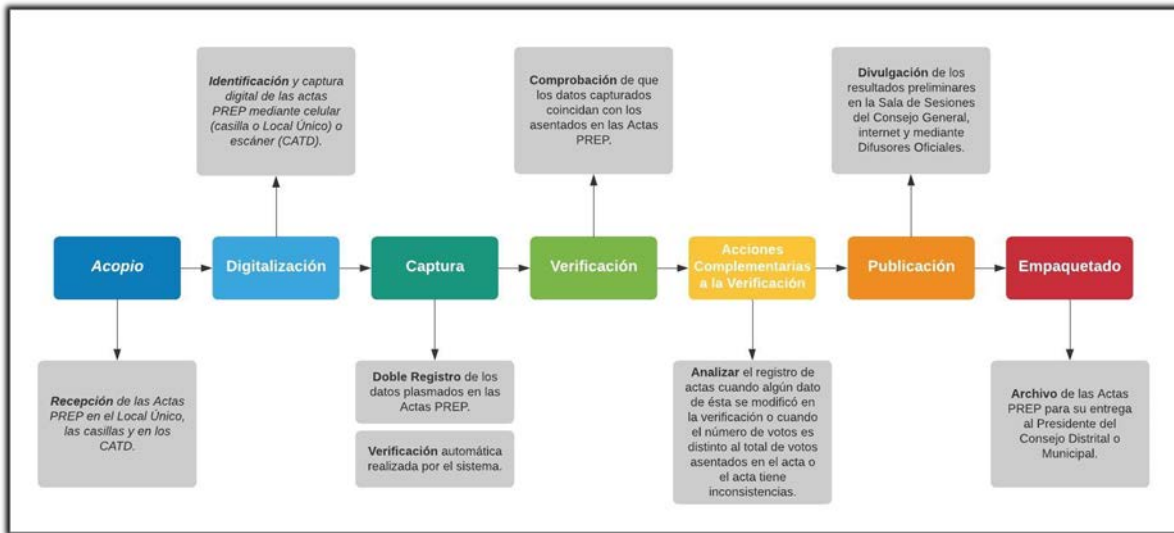 Identificación y captura
digital de las actas
PREP mediante celular
(casilla o Local Único) o
escáner (CATD).
Comprobación de que
los datos capturados
coincidan con los
asentados en las Actas
PREP.
Divulgación de los
resultados preliminares
en la Sala de Sesiones
del Consejo General,
internet y mediante
Difusores Oficiales.
Acopio
Digitalización
Captura
Verificación
Acciones
Complementarias
a la Verificación
Publicación
Empaquetado
Recepción de las Actas
PREP en el Local Único,
las casillas y en los
CATD.
Doble Registro de los
datos plasmados en las
Actas PREP.
Verificación automática
realizada por el sistema.
Analizar el registro de
actas cuando algún dato
de ésta se modificó en
la verificación o cuando
el número de votos es
distinto al total de votos
asentados en el acta o
el acta tiene
inconsistencias.
Archivo de las Actas
PREP para su entrega
al Presidente del
Consejo Distrital o
Municipal.